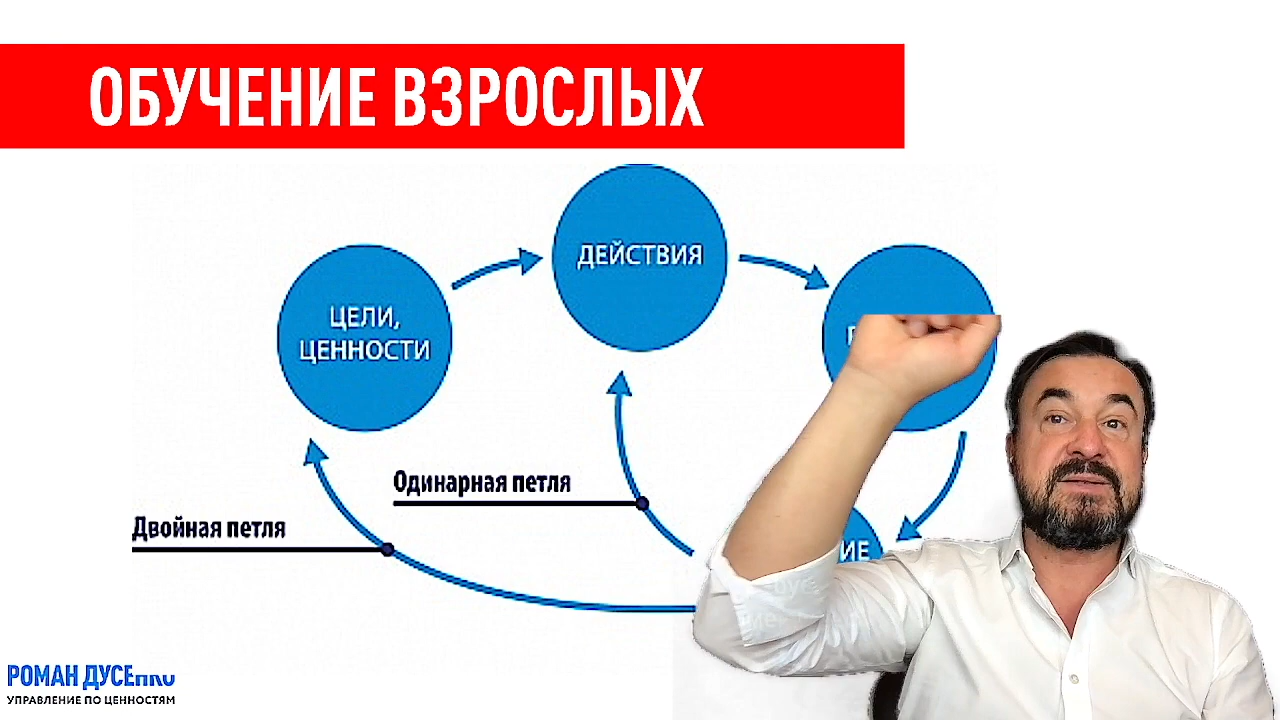 ОБУЧЕНИЕ ВЗРОСЛЫХ
ДЕЙСТВИЯ
ЦЕЛИ,
ЦЕННОСТИ
Одинарная петля
Двойная петля
РОМАН ДУСЕНКО
УПРАВЛЕНИЕ ПО ЦЕННОСТЯМ